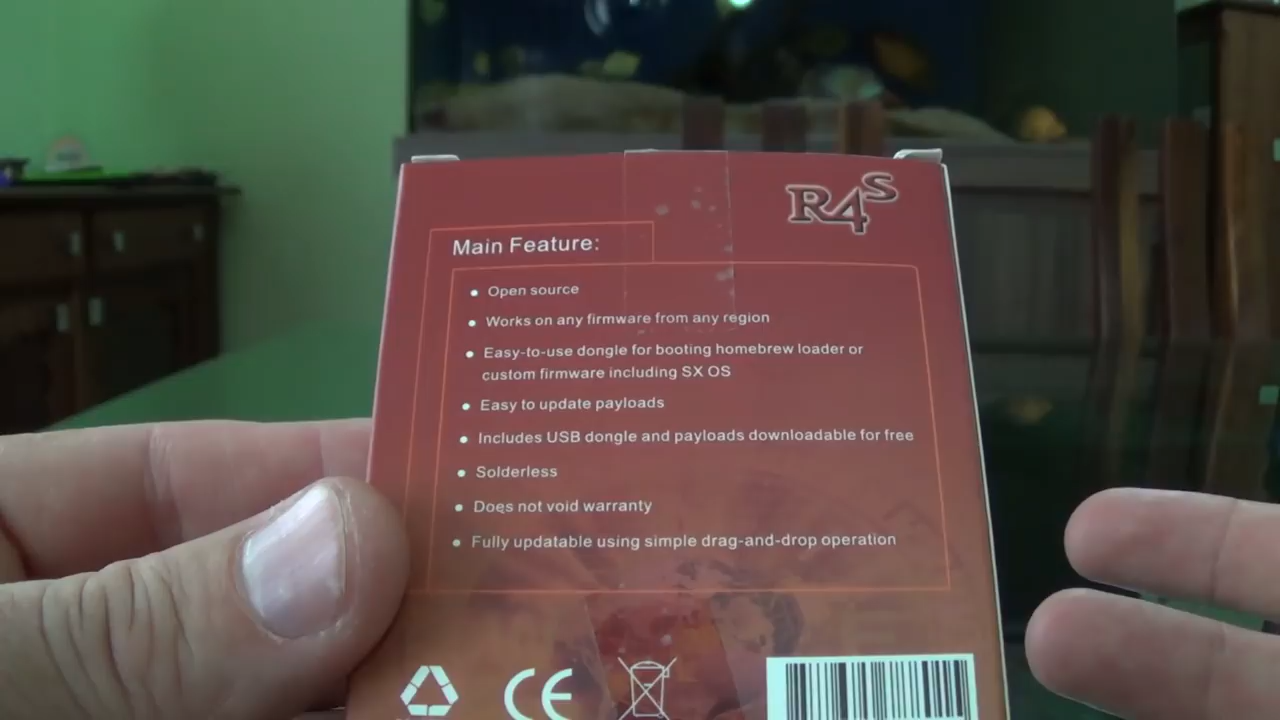 R4S
Main Feature:
Open source
Works on any firmware from any region
Easy-to-use dongle for booting homebrew loader or
custom firmware including SX OS
Easy to update payloads
Includes USB dongle and payloads downloadable for free
Solderless
Does not void warranty
Fully updatable using simple drag-and-drop operation
CE